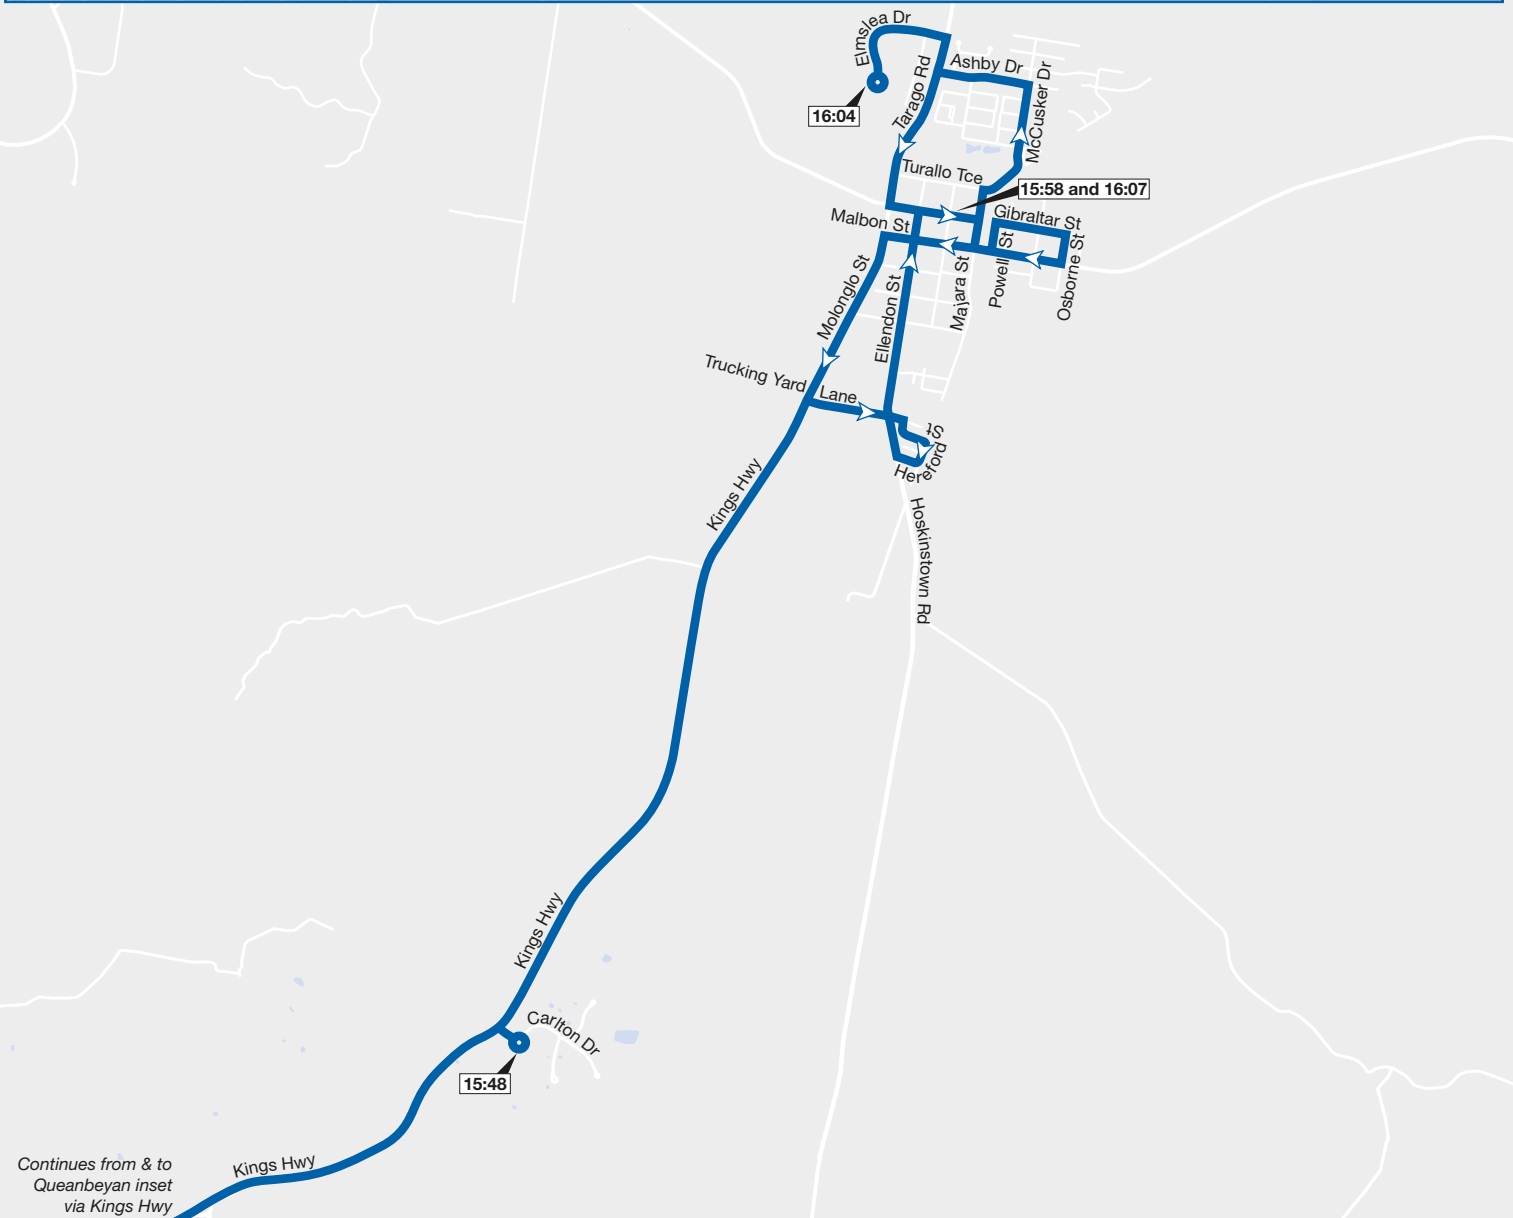 Elmslea Dr
Ashby Dr
Tarago Rd
McCusker Dr
16:04
Turallo Tce
15:58 and 16:07
Malbon St
Gibraltar St
Powell St
Osborne St
Majara St
Molonglo St
Ellendon St
Trucking Yard Lane
Hereford St
Kings Hwy
Hoskinstown Rd
Kings Hwy
Carlton Dr
15:48
Kings Hwy
Continues from & to
Queanbeyan inset
via Kings Hwy